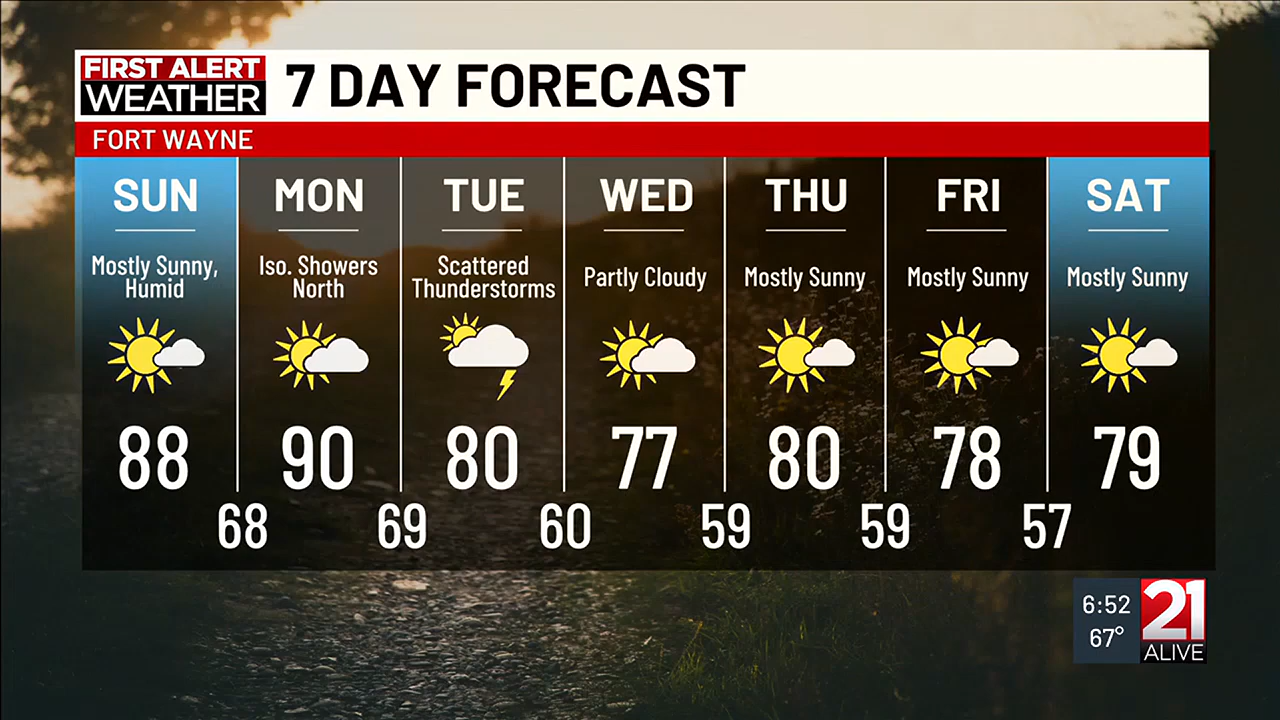 FIRST ALERT
WEATHER
7 DAY FORECAST
FORT WAYNE
SUN
MON
TUE
WED
THU
FRI
SAT
Mostly Sunny,
Humid
Iso. Showers
North
Scattered
Thunderstorms
Partly Cloudy
Mostly Sunny
Mostly Sunny
Mostly Sunny
88
90
80
77
80
78
79
68
69
60
59
59
57
6:52
67°
21
ALIVE